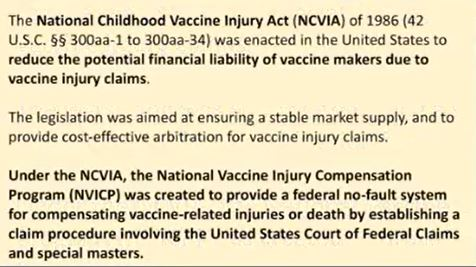 The National Childhood Vaccine Injury Act (NCVIA) of 1986 (42
U.S.C. §§ 300aa-1 to 300aa-34) was enacted in the United States to
reduce the potential financial liability of vaccine makers due to
vaccine injury claims.
The legislation was aimed at ensuring a stable market supply, and to
provide cost-effective arbitration for vaccine injury claims.
Under the NCVIA, the National Vaccine Injury Compensation
Program (NVICP) was created to provide a federal no-fault system
for compensating vaccine-related injuries or death by establishing a
claim procedure involving the United States Court of Federal Claims
and special masters.